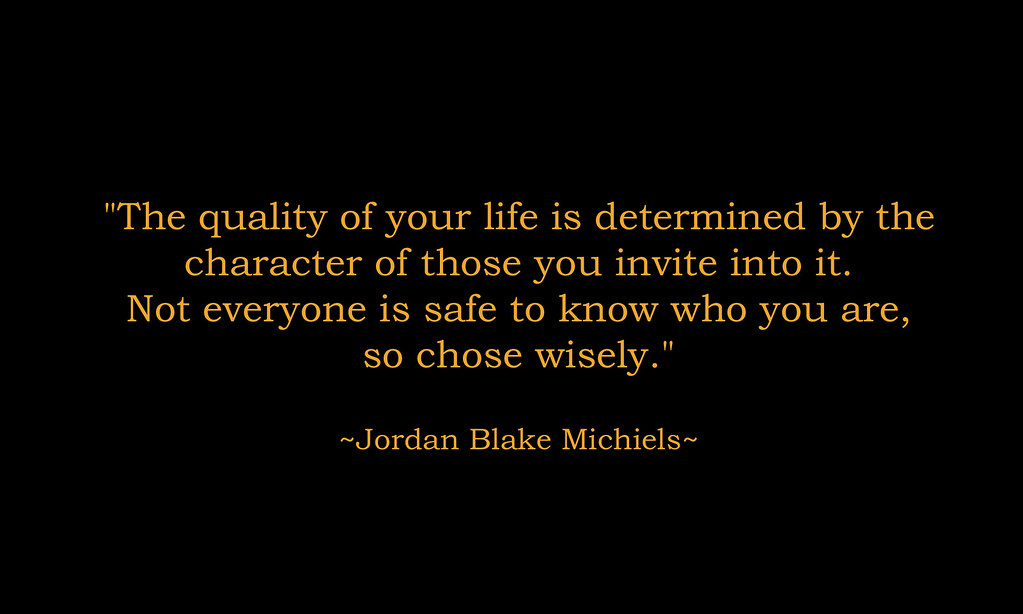 "The quality of your life is determined by the
character of those you invite into it.
Not everyone is safe to know who you are,
so chose wisely."
~Jordan Blake Michiels~